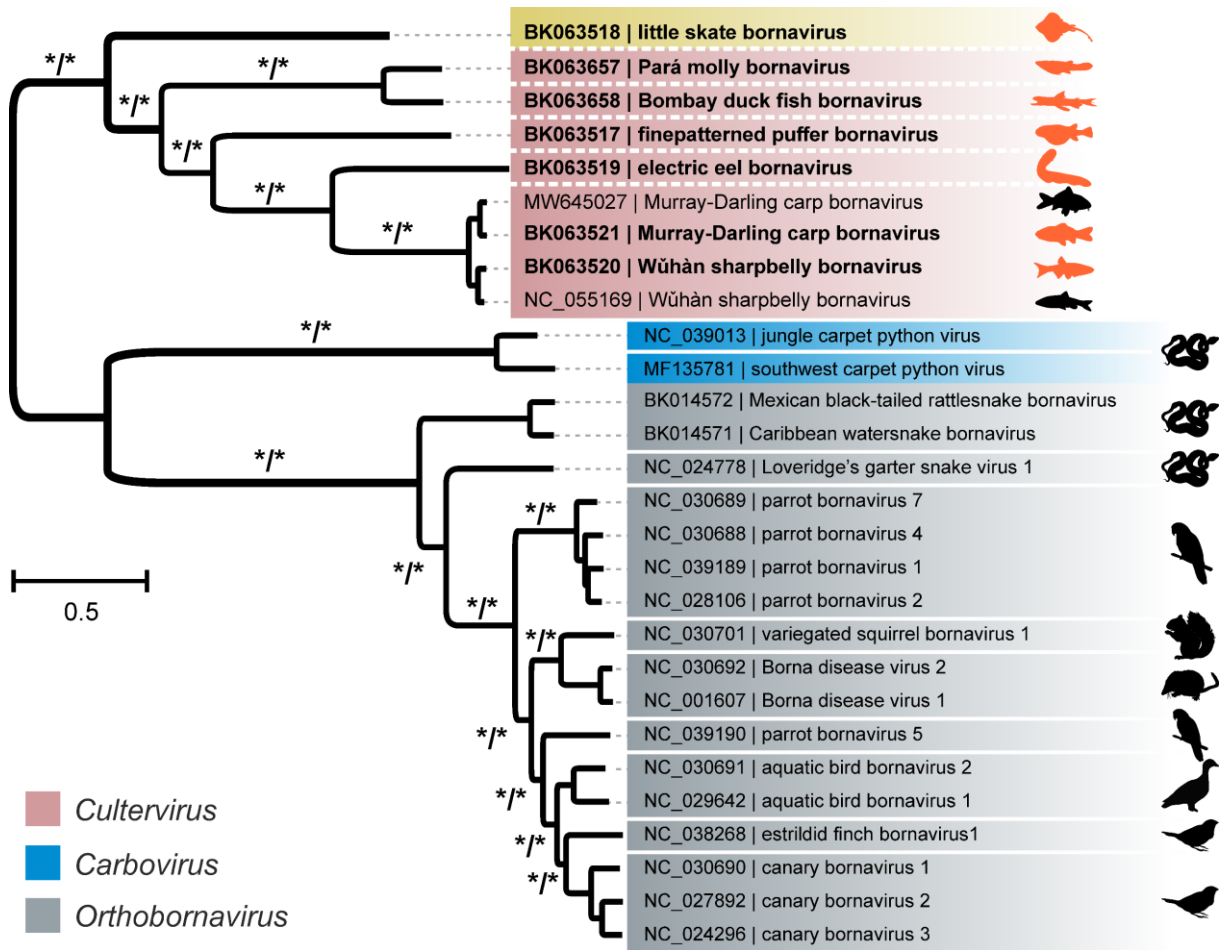 BK063518 | little skate bornavirus
*/*
*/*
BK063657 | Pará molly bornavirus
*/*
BK063658 | Bombay duck fish bornavirus
BK063517 | finepatterned puffer bornavirus
*/*
BK063519 | electric eel bornavirus
*/*
MW645027 | Murray-Darling carp bornavirus
*/*
BK063521 | Murray-Darling carp bornavirus
BK063520 | Wǔhàn sharpbelly bornavirus
NC_055169 | Wǔhàn sharpbelly bornavirus
*/*
NC_039013 | jungle carpet python virus
MF135781 | southwest carpet python virus
BK014572 | Mexican black-tailed rattlesnake bornavirus
BK014571 | Caribbean watersnake bornavirus
*/*
NC_024778 | Loveridge's garter snake virus 1
*/*
NC_030689 | parrot bornavirus 7
NC_030688 | parrot bornavirus 4
*/*
NC_039189 | parrot bornavirus 1
NC_028106 | parrot bornavirus 2
0.5
*/*
*/*
NC_030701 | variegated squirrel bornavirus 1
NC_030692 | Borna disease virus 2
NC_001607 | Borna disease virus 1
*/*
NC_039190 | parrot bornavirus 5
NC_030691 | aquatic bird bornavirus 2
*/*
NC_029642 | aquatic bird bornavirus 1
*/*
NC_038268 | estrildid finch bornavirus1
*/*
NC_030690 | canary bornavirus 1
NC_027892 | canary bornavirus 2
NC_024296 | canary bornavirus 3
Cultervirus
Carbovirus
Orthobornavirus